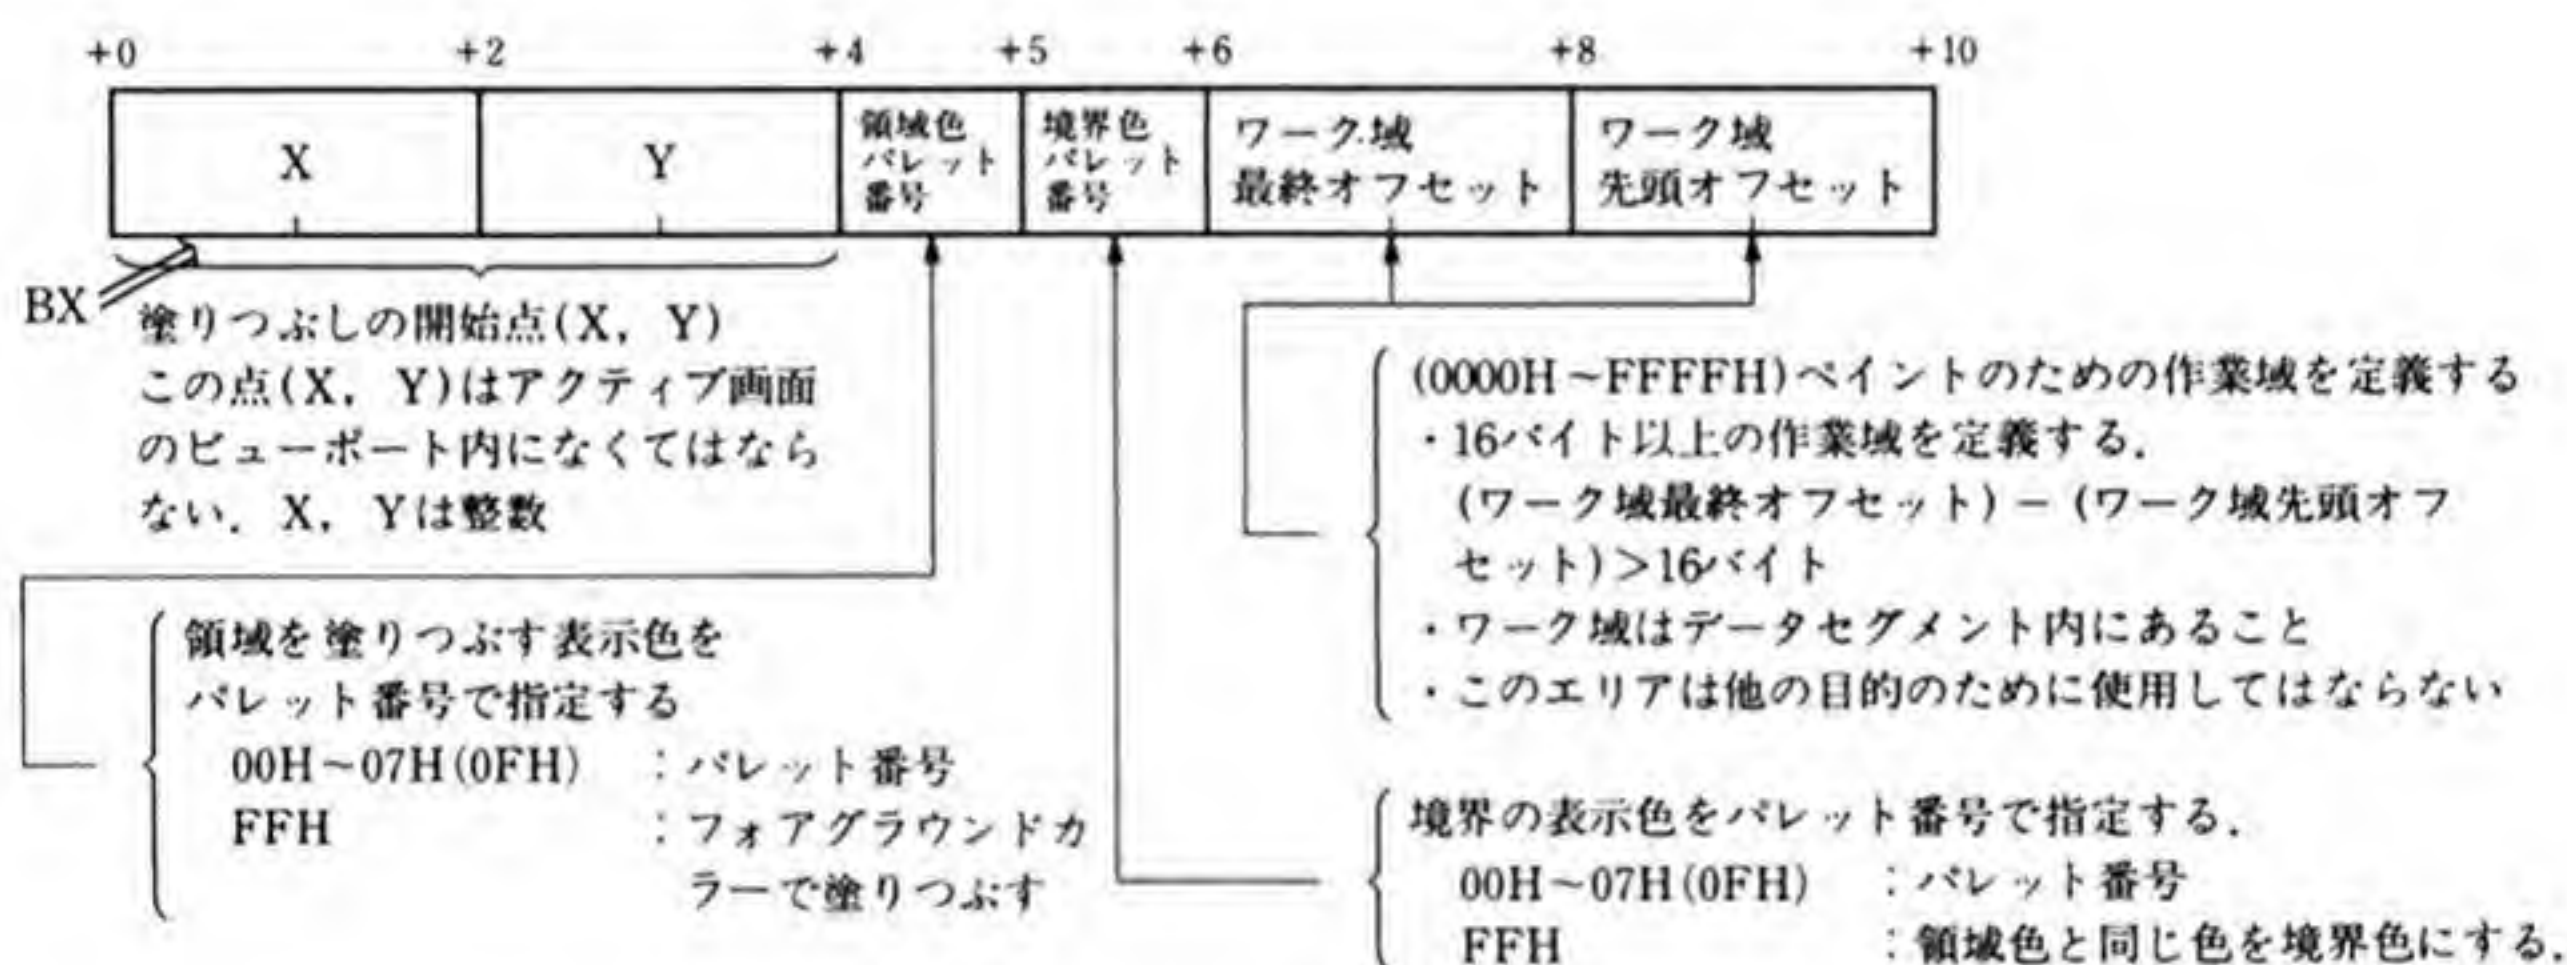 +0 +2 +4 +5 +6 +8 +10
X
Y
領域色
パレット
番号
境界色
パレット
番号
ワーク域
最終オフセット
ワーク域
先頭オフセット
BX
塗りつぶしの開始点(X, Y)
この点(X, Y)はアクティブ画面
のビューポート内になくてはなら
ない. X, Yは整数
領域を塗りつぶす表示色を
パレット番号で指定する
00H~07H(0FH) :パレット番号
FFH :フォアグラウンドカ
ラーで塗りつぶす
(0000H~FFFFH)ペイントのための作業域を定義する
・16バイト以上の作業域を定義する.
(ワーク域最終オフセット)-(ワーク域先頭オフ
セット)>16バイト
・ワーク域はデータセグメント内にあること
・このエリアは他の目的のために使用してはならない
境界の表示色をパレット番号で指定する.
00H~07H(0FH) :パレット番号
FFH :領域色と同じ色を境界色にする.